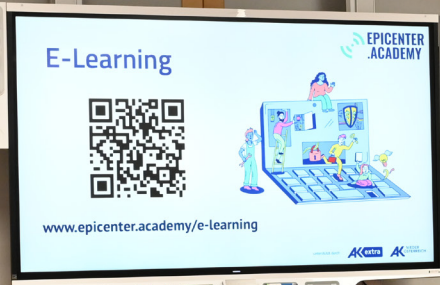 EPICENTER
.ACADEMY
E-Learning
www.epicenter.academy/e-learning
AK extra
AK